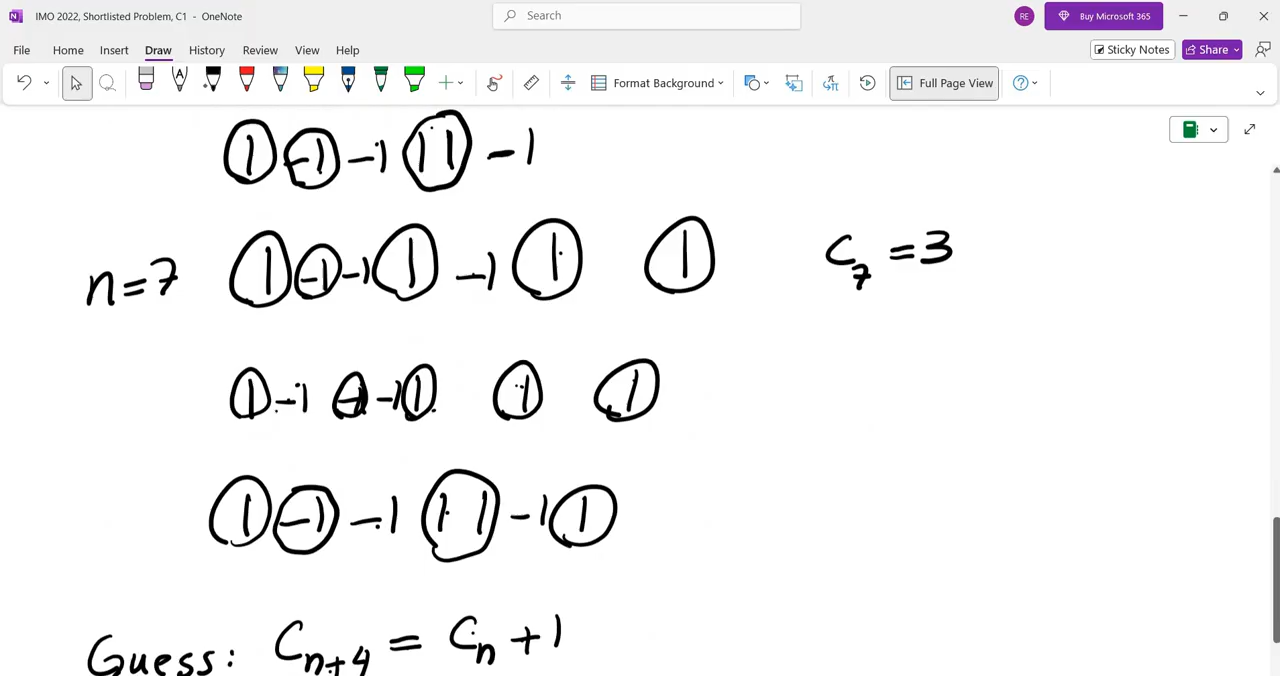 IMO 2022, Shortlisted Problem, C1 - OneNote
Search
RE
Buy Microsoft 365
File Home Insert Draw History Review View Help
Sticky Notes
Share
Format Background
Full Page View
1 -1 -1 1 1 -1
n=7 1 -1 -1 1 -1 1 1 C₇ = 3
1 -1 -1 -1 1 1 1
1 -1 -1 1 1 -1 1
Guess: Cₙ₊₄ = Cₙ + 1